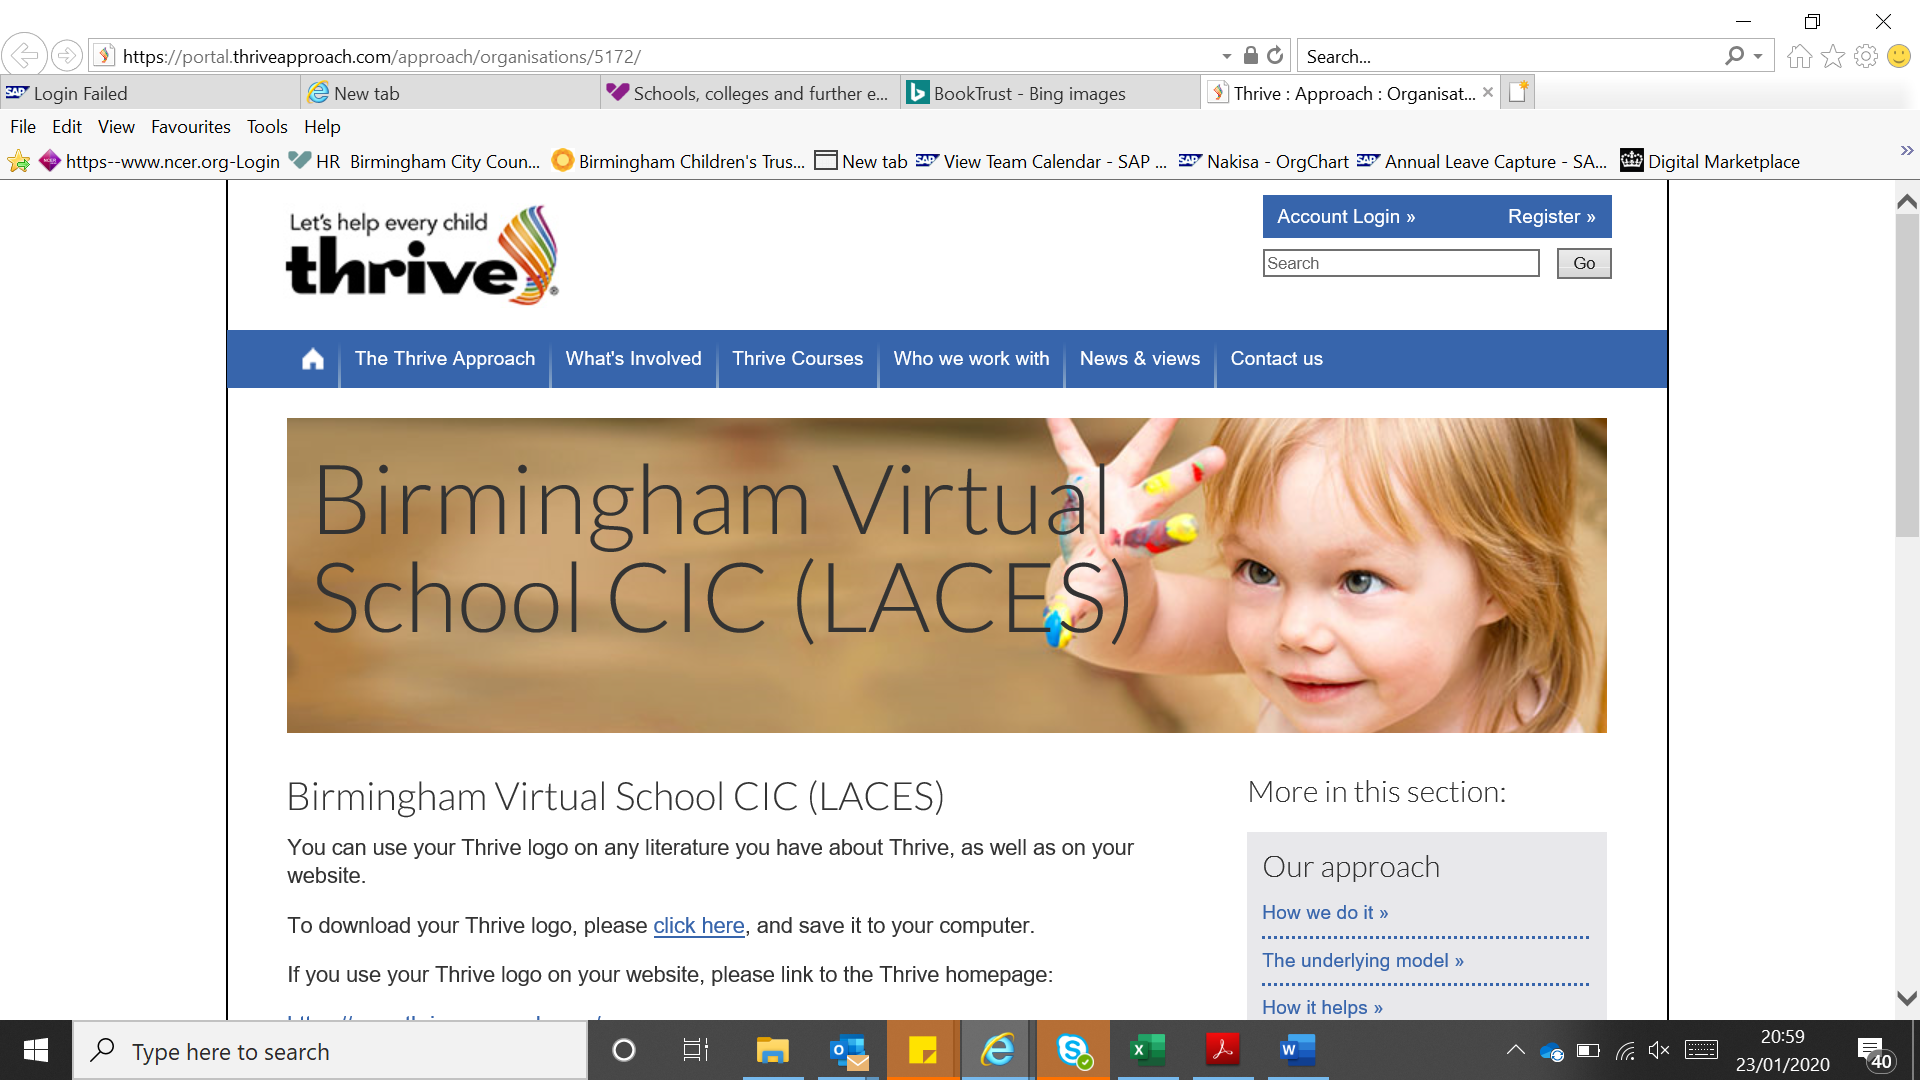 https://portal.thriveapproach.com/approach/organisations/5172/
Search...
SAP Login Failed
New tab
Schools, colleges and further e...
BookTrust - Bing images
Thrive : Approach : Organisat...
File Edit View Favourites Tools Help
https--www.ncer.org-Login
HR Birmingham City Coun...
Birmingham Children's Trus...
New tab
SAP View Team Calendar - SAP ...
SAP Nakisa - OrgChart
SAP Annual Leave Capture - SA...
Digital Marketplace
Let's help every child
thrive
Account Login »
Register »
Search
Go
The Thrive Approach
What's Involved
Thrive Courses
Who we work with
News & views
Contact us
Birmingham Virtual
School CIC (LACES)
Birmingham Virtual School CIC (LACES)
You can use your Thrive logo on any literature you have about Thrive, as well as on your
website.
To download your Thrive logo, please click here, and save it to your computer.
If you use your Thrive logo on your website, please link to the Thrive homepage:
More in this section:
Our approach
How we do it »
The underlying model »
How it helps »
Type here to search
20:59
23/01/2020
40